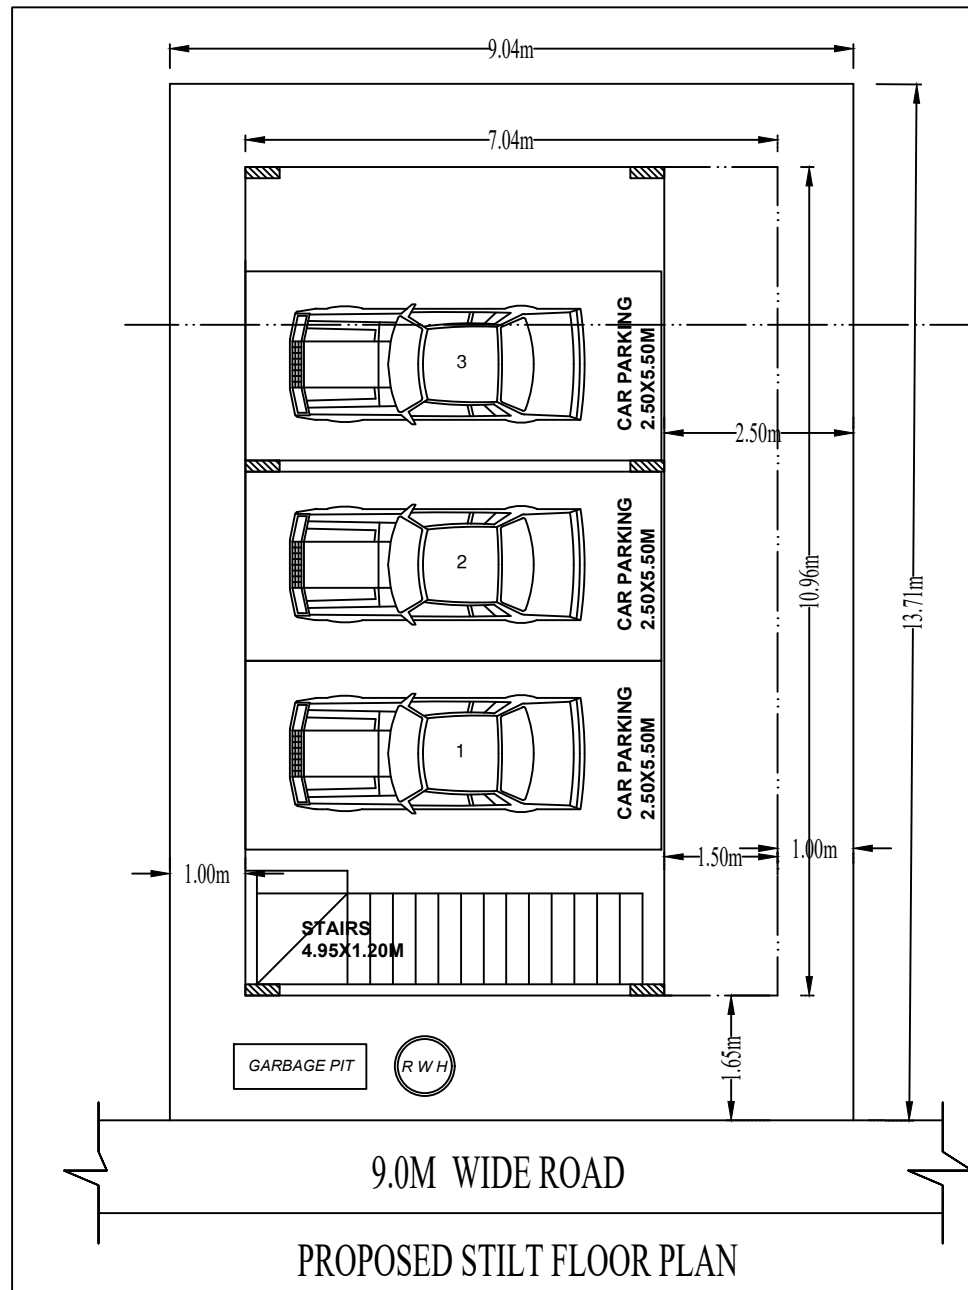 9.04m
7.04m
3
CAR PARKING
2.50X5.50M
2.50m
2
CAR PARKING
2.50X5.50M
10.96m
13.71m
1
CAR PARKING
2.50X5.50M
1.00m
1.50m
1.00m
STAIRS
4.95X1.20M
1.65m
GARBAGE PIT
R W H
9.0M WIDE ROAD
PROPOSED STILT FLOOR PLAN